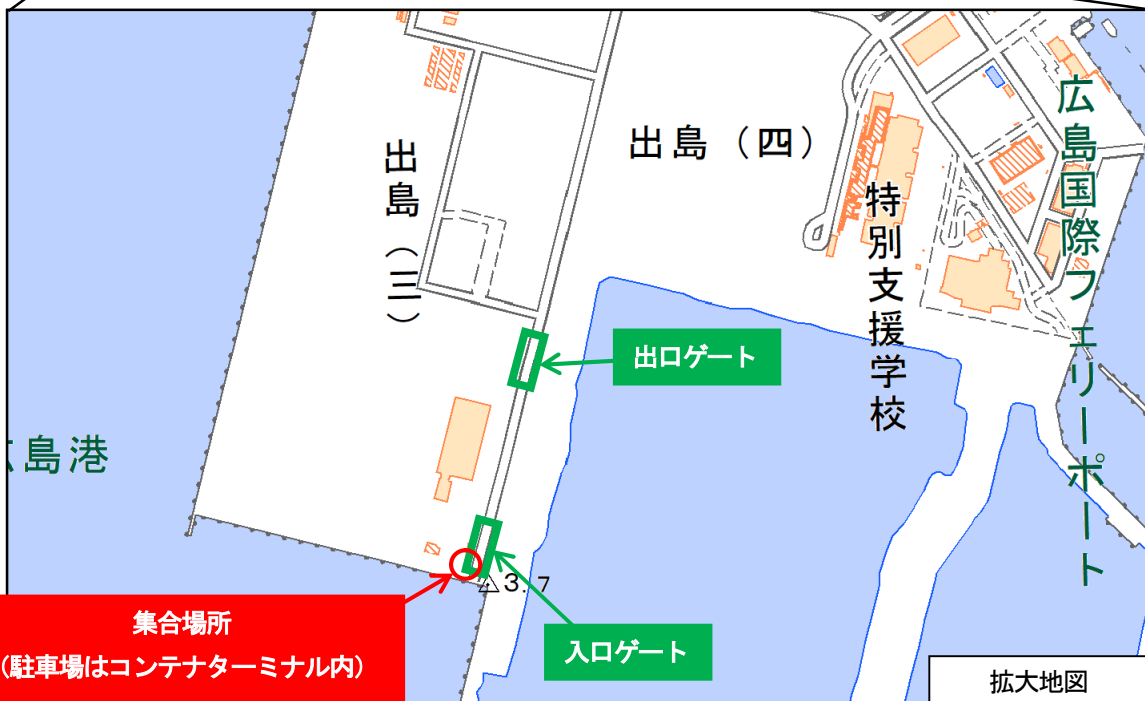 出島（三）
出島（四）
特別支援学校
広島国際フェリーポート
島港
出口ゲート
入口ゲート
3.7
集合場所
(駐車場はコンテナターミナル内)
拡大地図